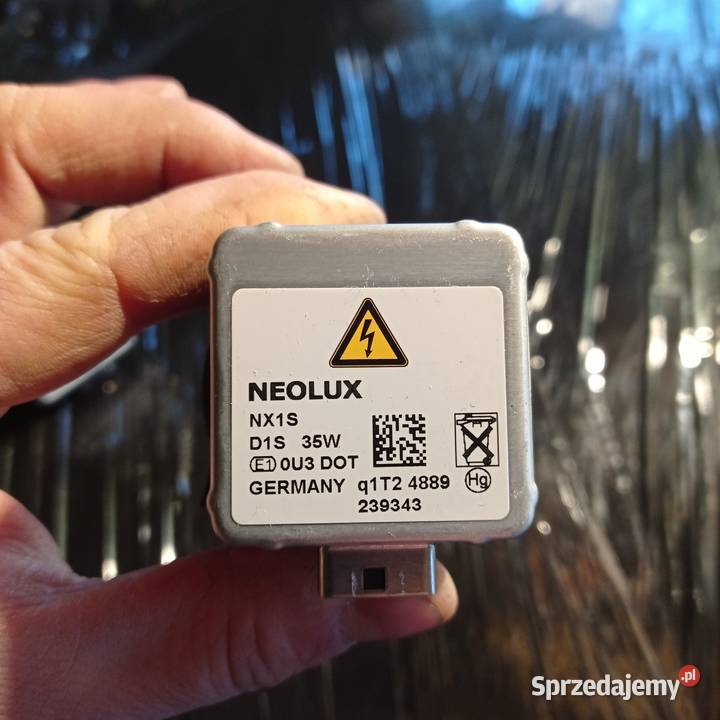 NEOLUX
NX1S
D1S 35W
E1 0U3 DOT
GERMANY q1T2 4889
239343
Hg
Sprzedajemy.pl